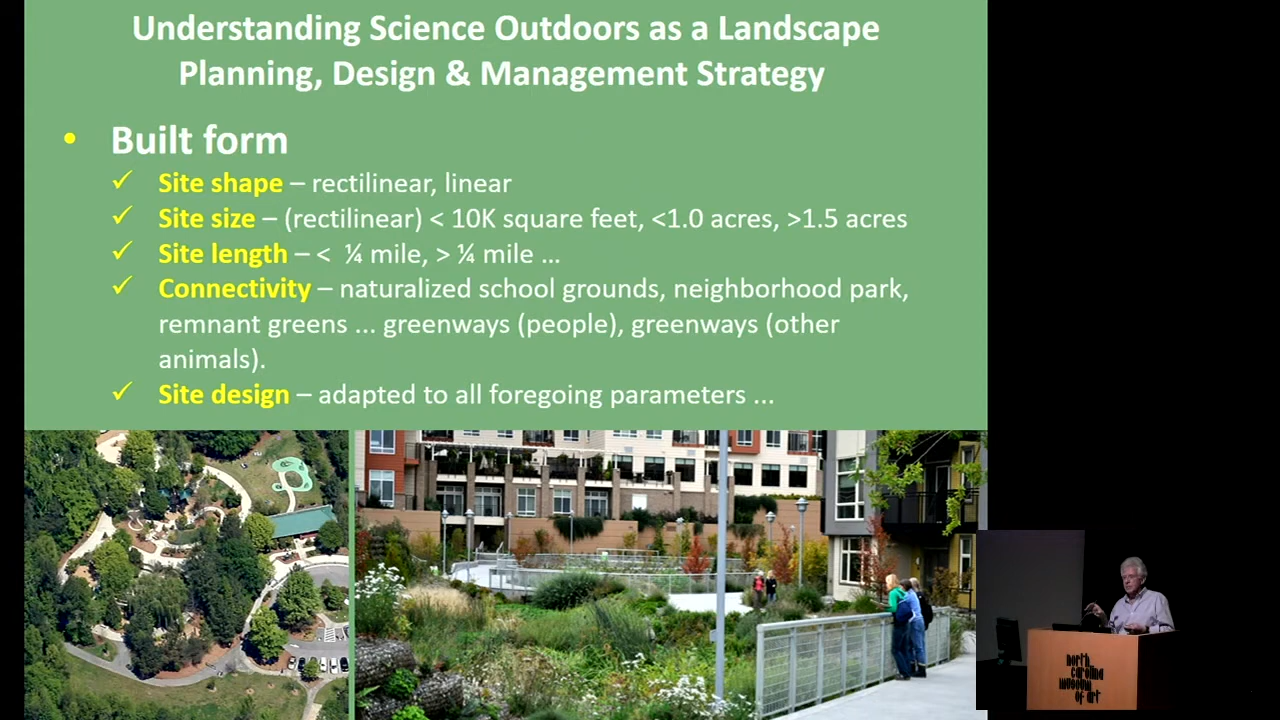 Understanding Science Outdoors as a Landscape
Planning, Design & Management Strategy
• Built form
✓ Site shape – rectilinear, linear
✓ Site size – (rectilinear) < 10K square feet, <1.0 acres, >1.5 acres
✓ Site length – < ¼ mile, > ¼ mile ...
✓ Connectivity – naturalized school grounds, neighborhood park,
remnant greens ... greenways (people), greenways (other
animals).
✓ Site design – adapted to all foregoing parameters ...
north
carolina
museum
of art